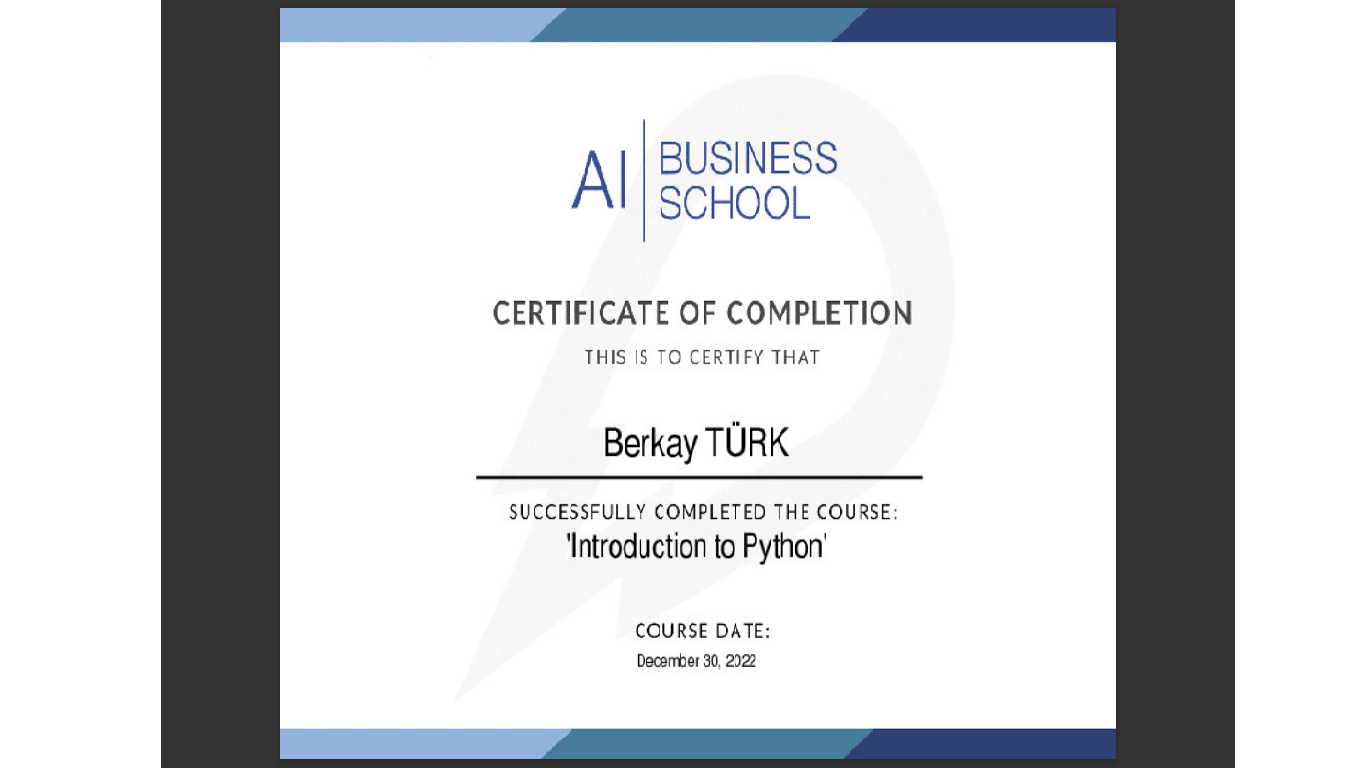 AI
BUSINESS
SCHOOL
CERTIFICATE OF COMPLETION
THIS IS TO CERTIFY THAT
Berkay TÜRK
SUCCESSFULLY COMPLETED THE COURSE:
'Introduction to Python'
COURSE DATE:
December 30, 2022